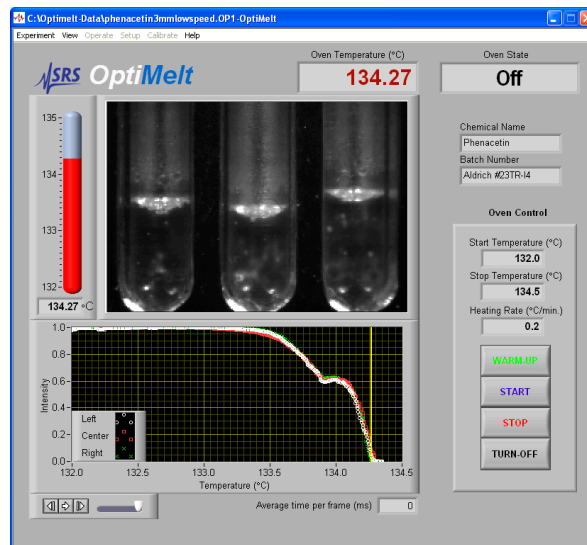 C:\Optimelt-Data\phenacetin3mmlowspeed.OP1-OptiMelt
Experiment View Operate Setup Calibrate Help
SRS OptiMelt
Oven Temperature (°C)
134.27
Oven State
Off
135
134
133
132
134.27 °C
Chemical Name
Phenacetin
Batch Number
Aldrich #23TR-I4
Oven Control
Start Temperature (°C)
132.0
Stop Temperature (°C)
134.5
Heating Rate (°C/min.)
0.2
WARM-UP
START
STOP
TURN-OFF
Intensity
1.0
0.8
0.6
0.4
0.2
0.0
Left
Center
Right
132.0 132.5 133.0 133.5 134.0 134.5
Temperature (°C)
Average time per frame (ms) 0